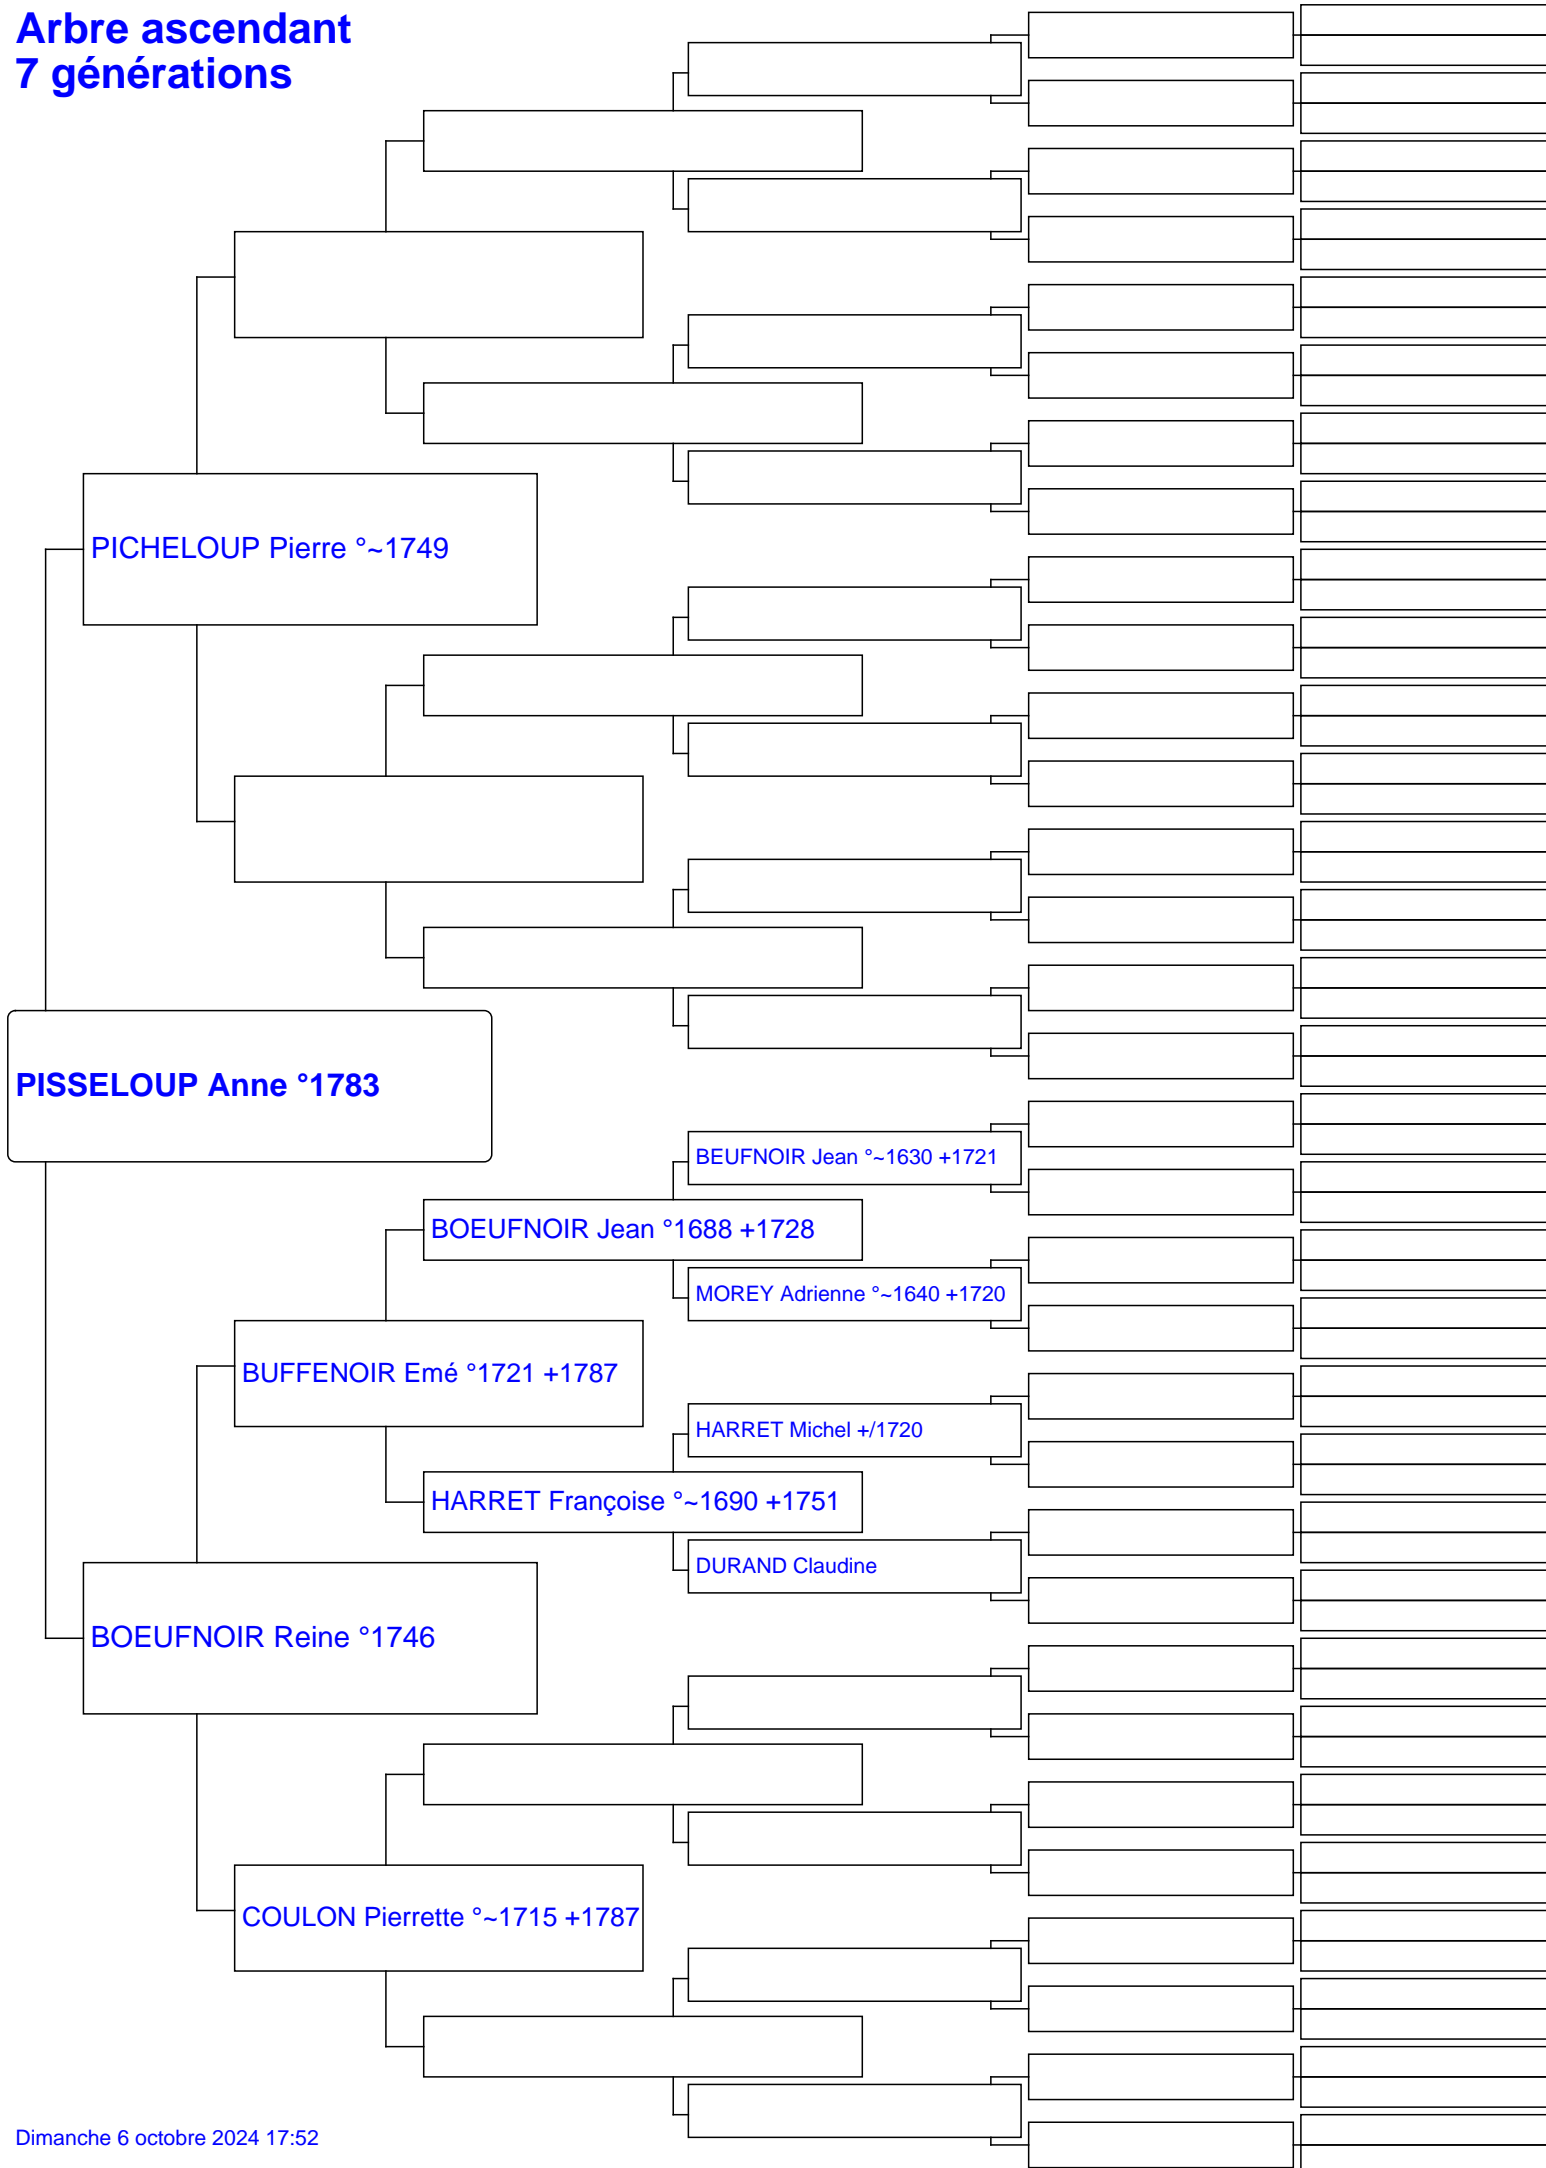 Arbre ascendant
7 générations
PICHELOUP Pierre °~1749
PISSELOUP Anne °1783
BEUFNOIR Jean °~1630 +1721
BOEUFNOIR Jean °1688 +1728
MOREY Adrienne °~1640 +1720
BUFFENOIR Emé °1721 +1787
HARRET Michel +/1720
HARRET Françoise °~1690 +1751
DURAND Claudine
BOEUFNOIR Reine °1746
COULON Pierrette °~1715 +1787
Dimanche 6 octobre 2024 17:52